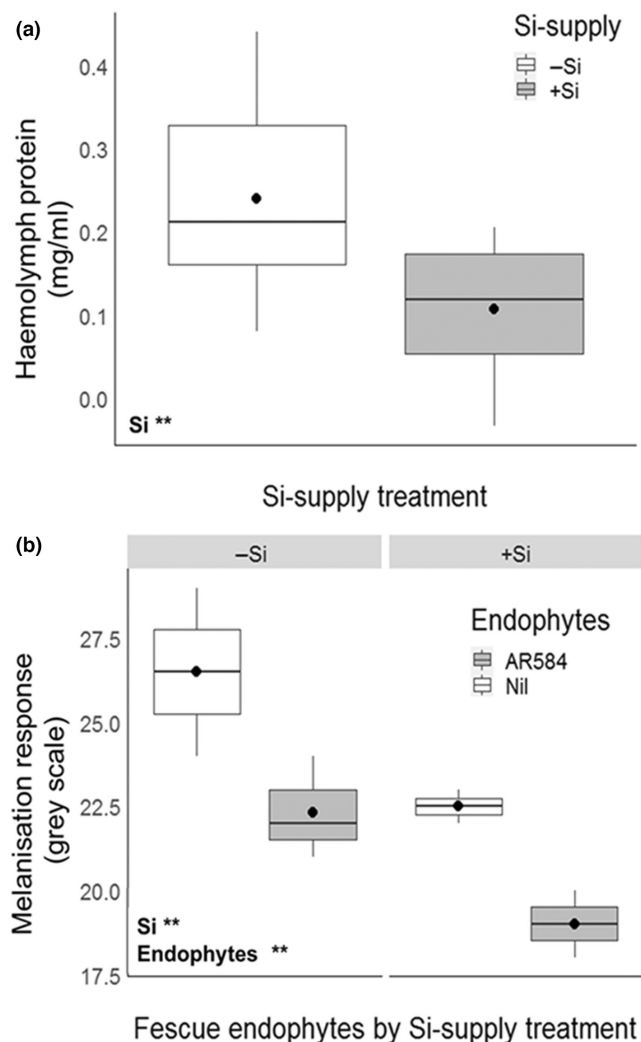 (a)
Si-supply
–Si
+Si
Haemolymph protein
(mg/ml)
0.4
0.3
0.2
0.1
0.0
Si **
Si-supply treatment
(b)
–Si
+Si
Endophytes
AR584
Nil
Melanisation response
(grey scale)
27.5
25.0
22.5
20.0
17.5
Si **
Endophytes **
Fescue endophytes by Si-supply treatment